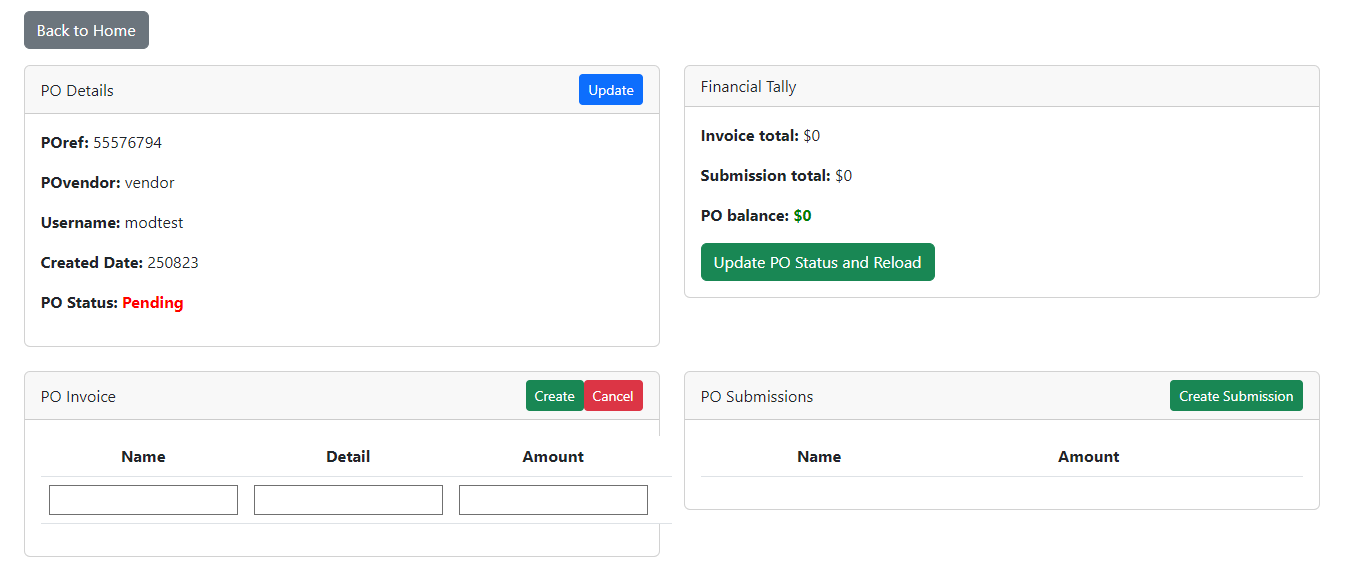 Back to Home
PO Details
Update
POref: 55576794
POvendor: vendor
Username: modtest
Created Date: 250823
PO Status: Pending
Financial Tally
Invoice total: $0
Submission total: $0
PO balance: $0
Update PO Status and Reload
PO Invoice
Create Cancel
Name Detail Amount
PO Submissions
Create Submission
Name Amount